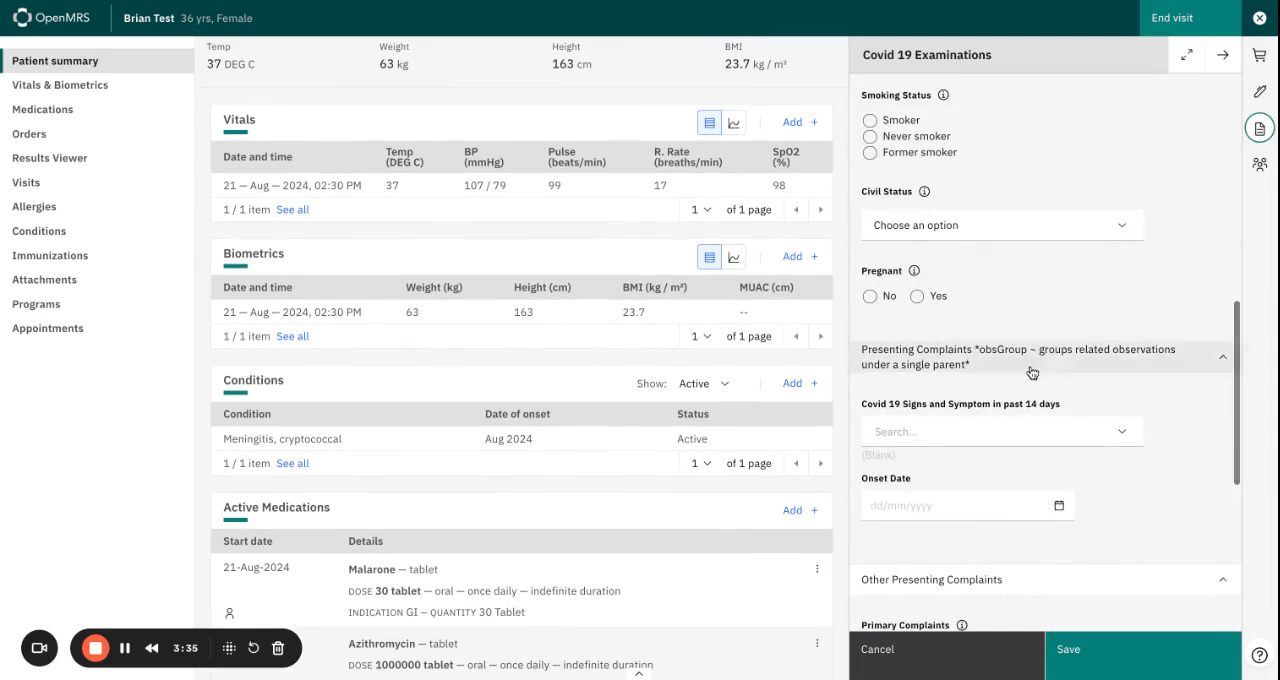 OpenMRS
Brian Test 36 yrs, Female
End visit
Patient summary
Vitals & Biometrics
Medications
Orders
Results Viewer
Visits
Allergies
Conditions
Immunizations
Attachments
Programs
Appointments
Temp Weight Height BMI
37 DEG C 63 kg 163 cm 23.7 kg / m²
Vitals
Add +
Date and time Temp (DEG C) BP (mmHg) Pulse (beats/min) R. Rate (breaths/min) SpO2 (%)
21 — Aug — 2024, 02:30 PM 37 107 / 79 99 17 98
1 / 1 item See all 1 of 1 page
Biometrics
Add +
Date and time Weight (kg) Height (cm) BMI (kg / m²) MUAC (cm)
21 — Aug — 2024, 02:30 PM 63 163 23.7 --
1 / 1 item See all 1 of 1 page
Conditions
Show: Active Add +
Condition Date of onset Status
Meningitis, cryptococcal Aug 2024 Active
1 / 1 item See all 1 of 1 page
Active Medications
Add +
Start date Details
21-Aug-2024 Malarone — tablet
DOSE 30 tablet — oral — once daily — indefinite duration
INDICATION GI — QUANTITY 30 Tablet
Azithromycin — tablet
DOSE 1000000 tablet — oral — once daily — indefinite duration
3:35
Covid 19 Examinations
Smoking Status
Smoker
Never smoker
Former smoker
Civil Status
Choose an option
Pregnant
No Yes
Presenting Complaints *obsGroup ~ groups related observations
under a single parent*
Covid 19 Signs and Symptom in past 14 days
Search...
(Blank)
Onset Date
dd/mm/yyyy
Other Presenting Complaints
Primary Complaints
Cancel
Save